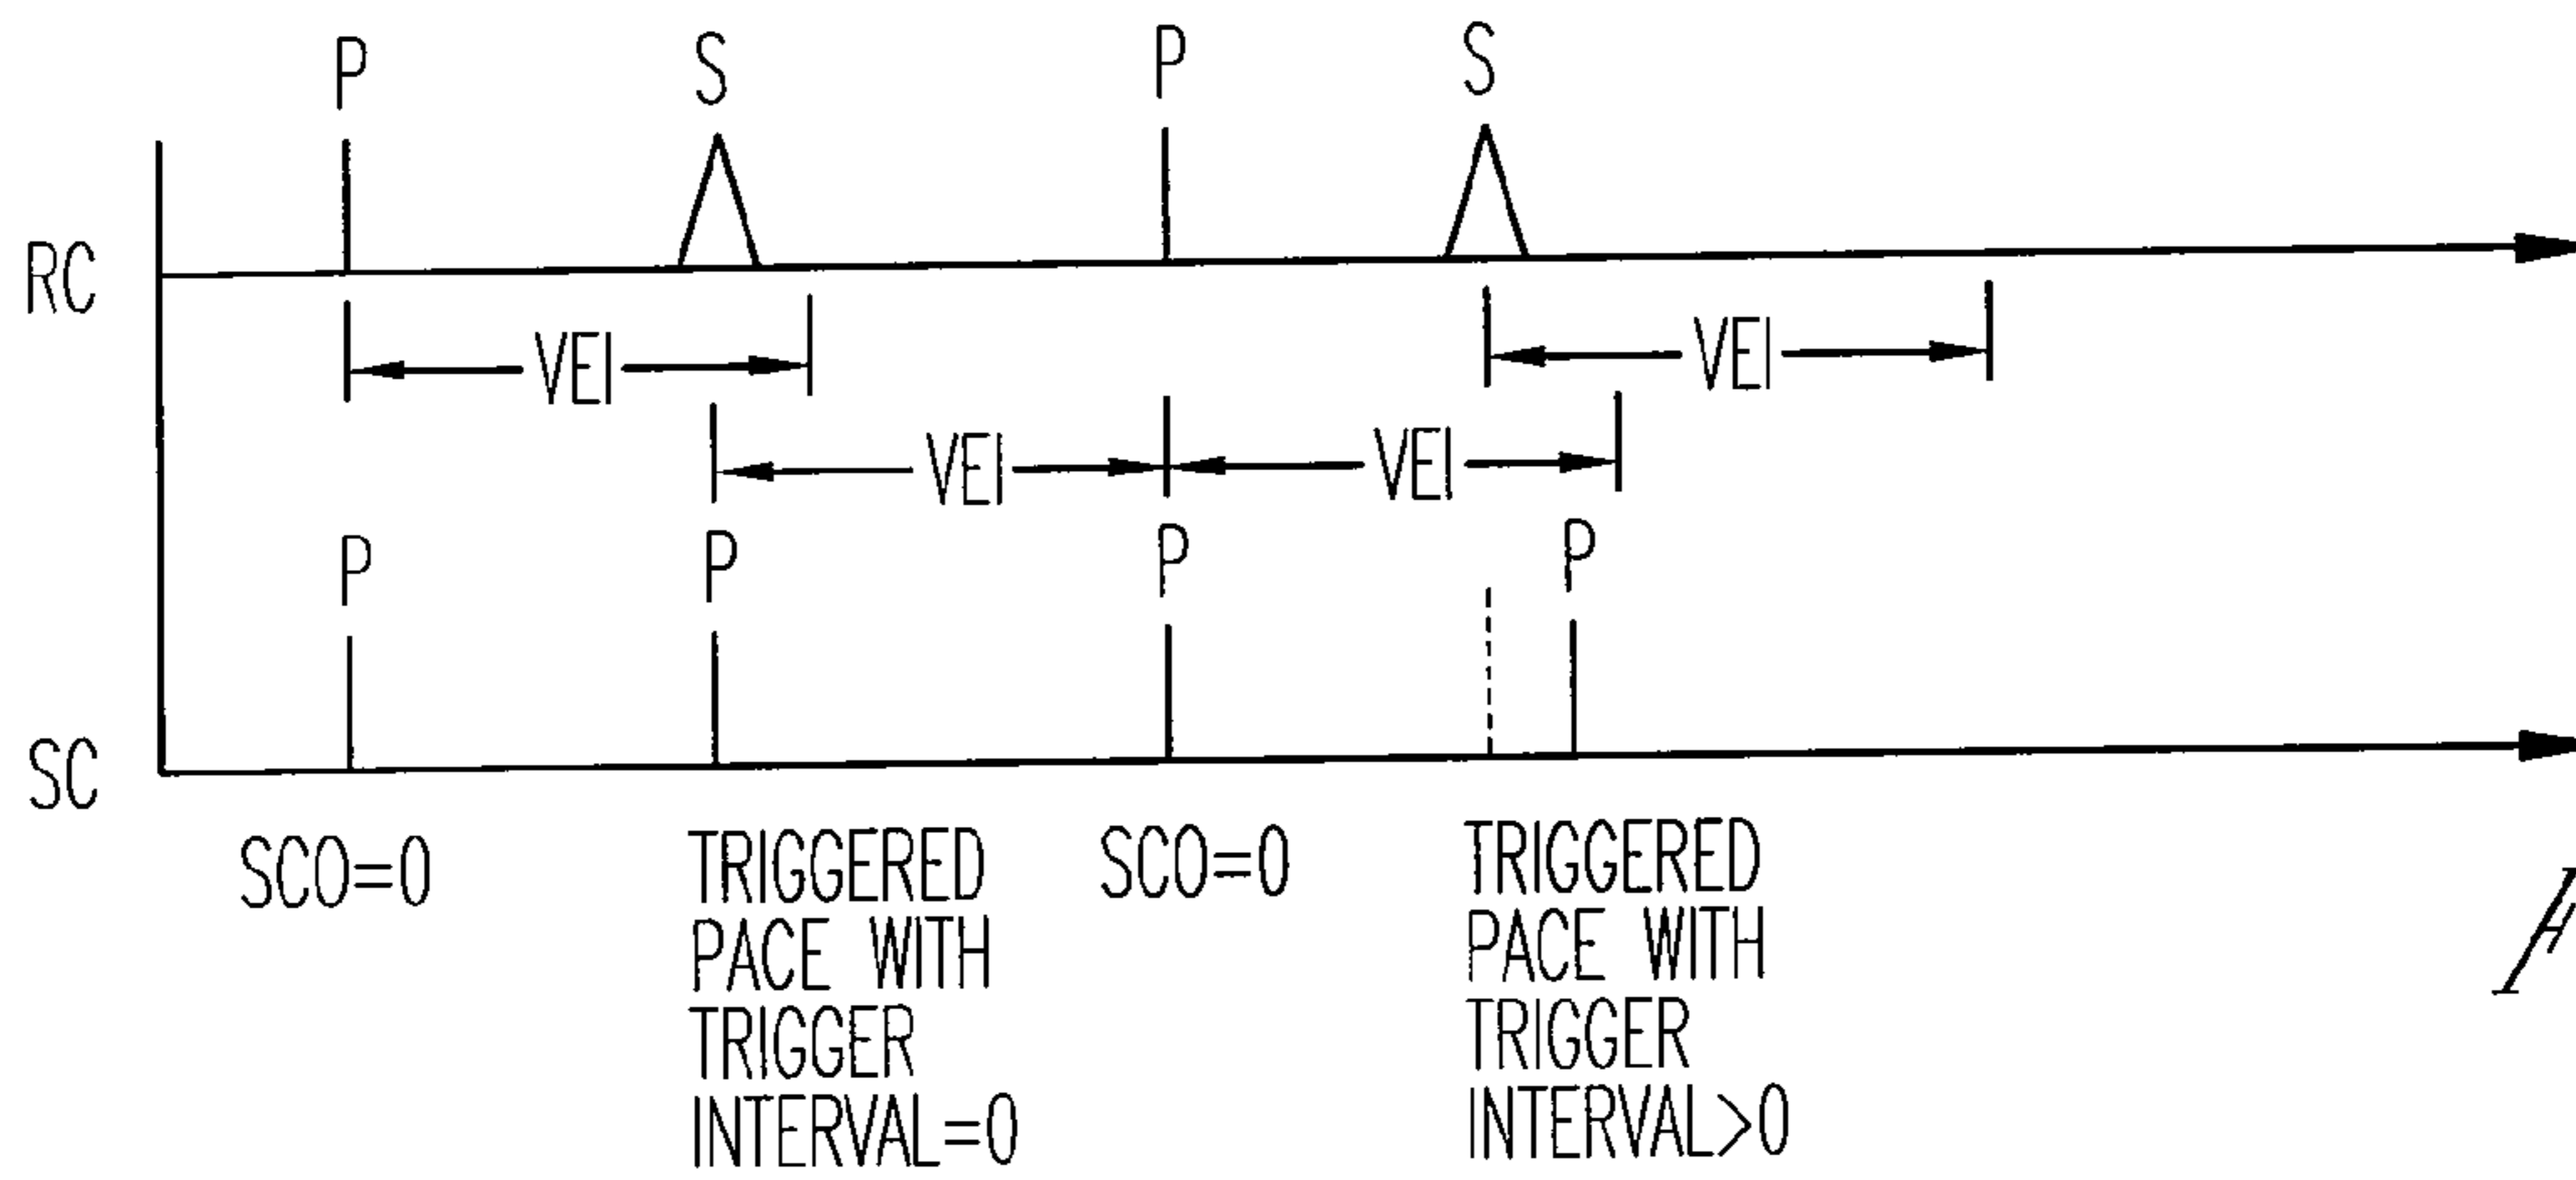 P S P S
RC
VEI VEI
VEI VEI
P P P P
SC
SCO=0
TRIGGERED
PACE WITH
TRIGGER
INTERVAL=0
SCO=0
TRIGGERED
PACE WITH
TRIGGER
INTERVAL>0